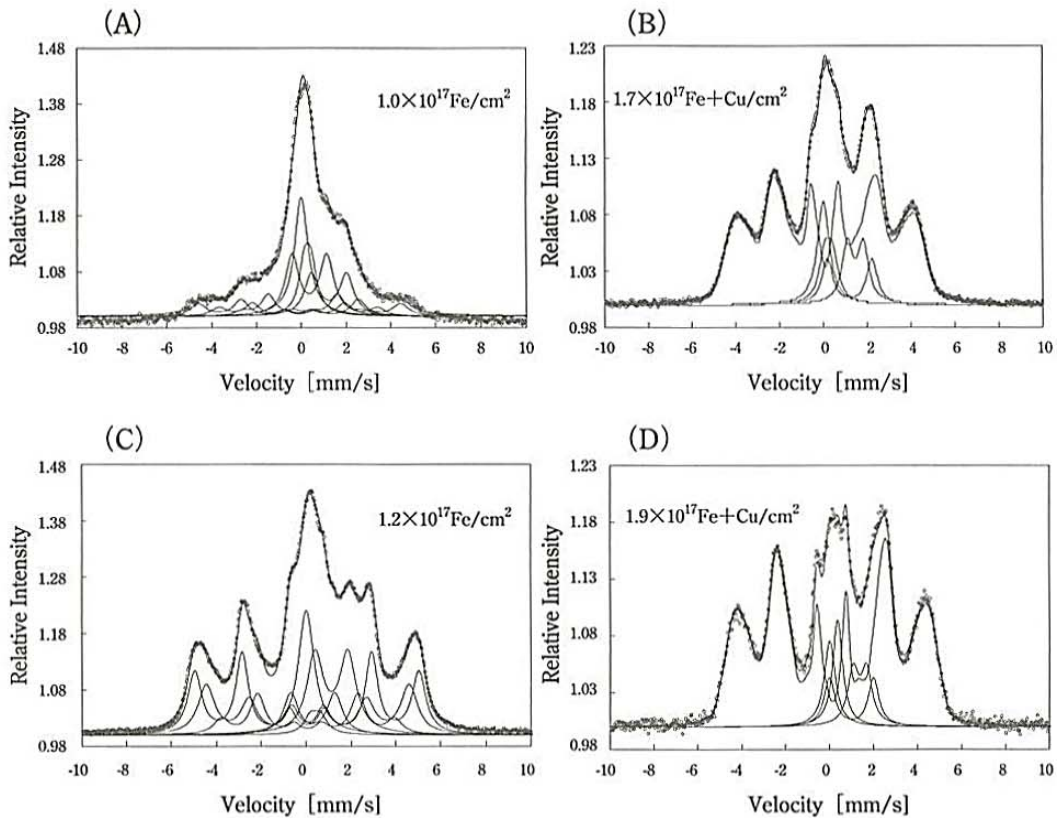 (A)
1.48
1.38
1.28
1.18
1.08
0.98
Relative Intensity
1.0×10¹⁷Fe/cm²
-10 -8 -6 -4 -2 0 2 4 6 8 10
Velocity [mm/s]
(B)
1.23
1.18
1.13
1.08
1.03
0.98
Relative Intensity
1.7×10¹⁷Fe+Cu/cm²
-10 -8 -6 -4 -2 0 2 4 6 8 10
Velocity [mm/s]
(C)
1.48
1.38
1.28
1.18
1.08
0.98
Relative Intensity
1.2×10¹⁷Fe/cm²
-10 -8 -6 -4 -2 0 2 4 6 8 10
Velocity [mm/s]
(D)
1.23
1.18
1.13
1.08
1.03
0.98
Relative Intensity
1.9×10¹⁷Fe+Cu/cm²
-10 -8 -6 -4 -2 0 2 4 6 8 10
Velocity [mm/s]